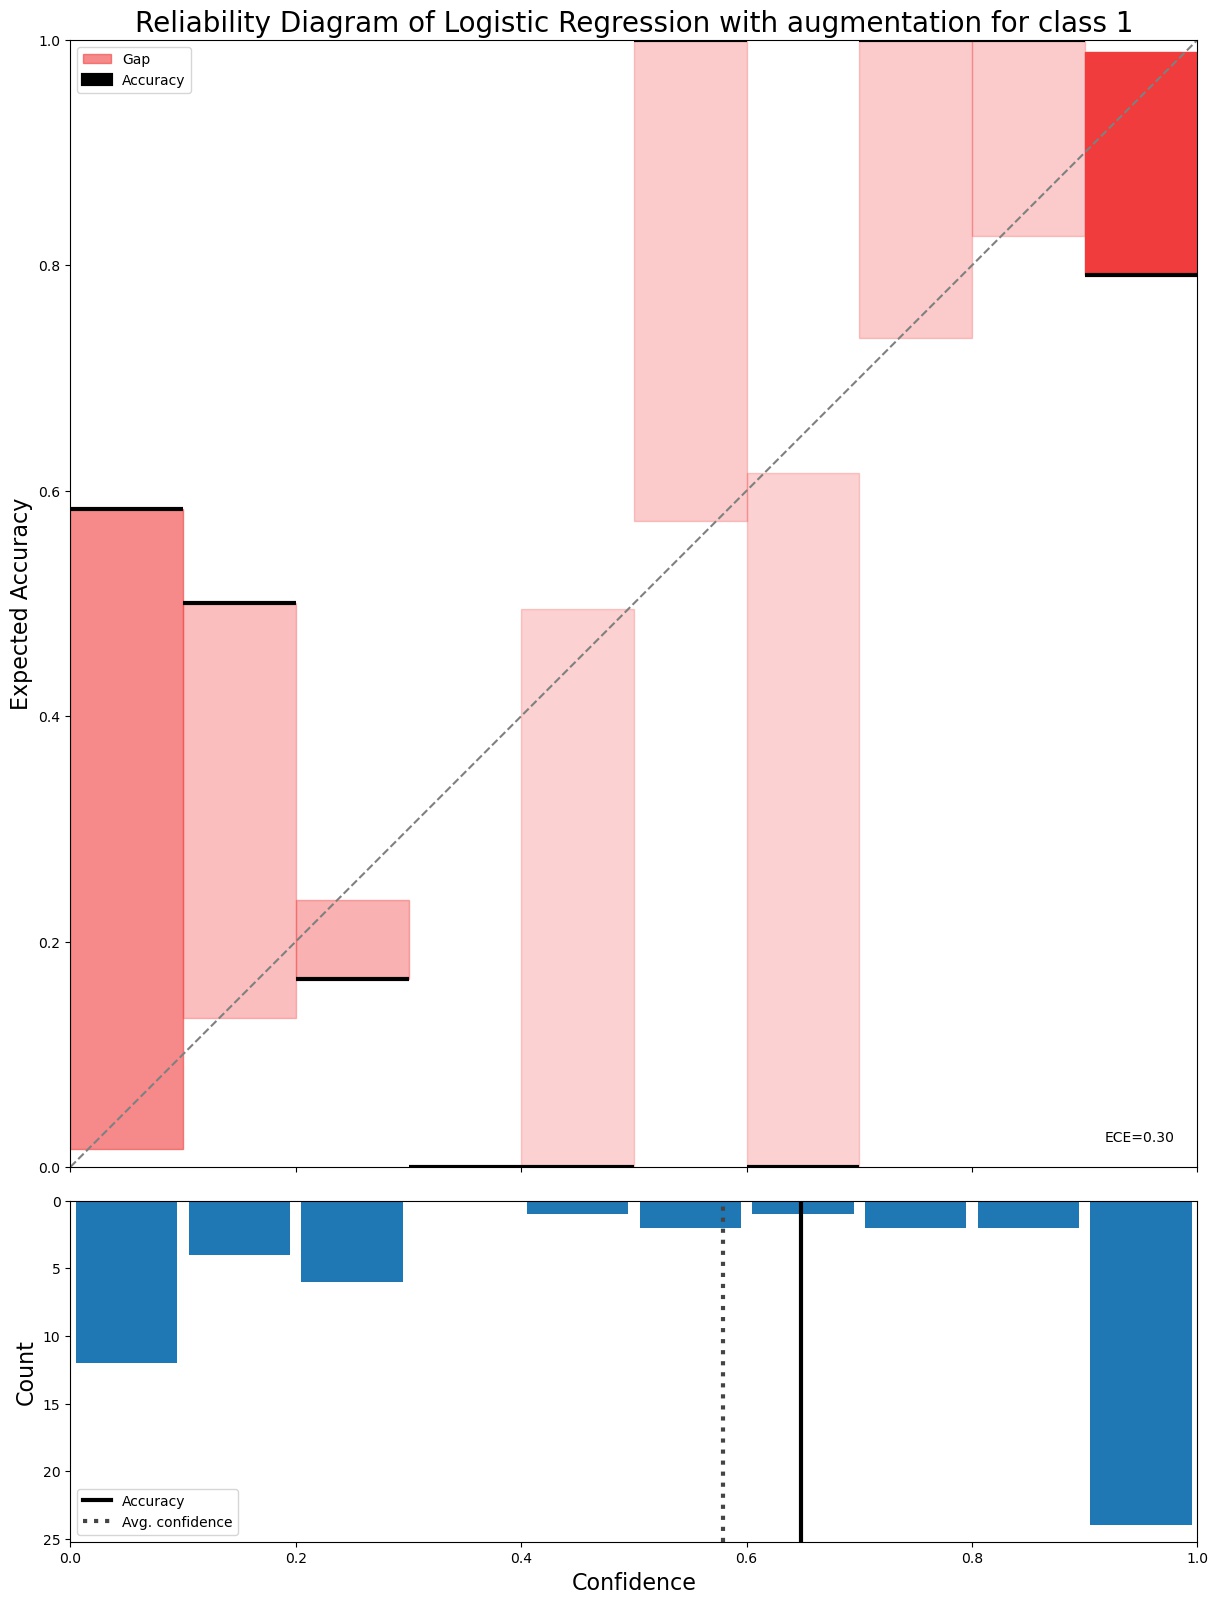 Reliability Diagram of Logistic Regression with augmentation for class 1
1.0
Gap
Accuracy
0.8
0.6
Expected Accuracy
0.4
0.2
ECE=0.30
0.0
0
5
10
Count
15
20
Accuracy
Avg. confidence
25
0.0 0.2 0.4 0.6 0.8 1.0
Confidence